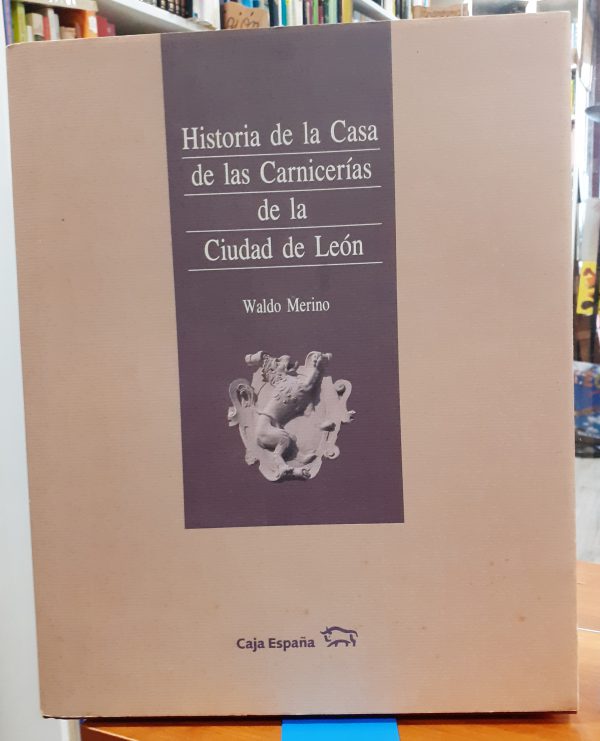 Historia de la Casa
de las Carnicerías
de la
Ciudad de León
Waldo Merino
Caja España